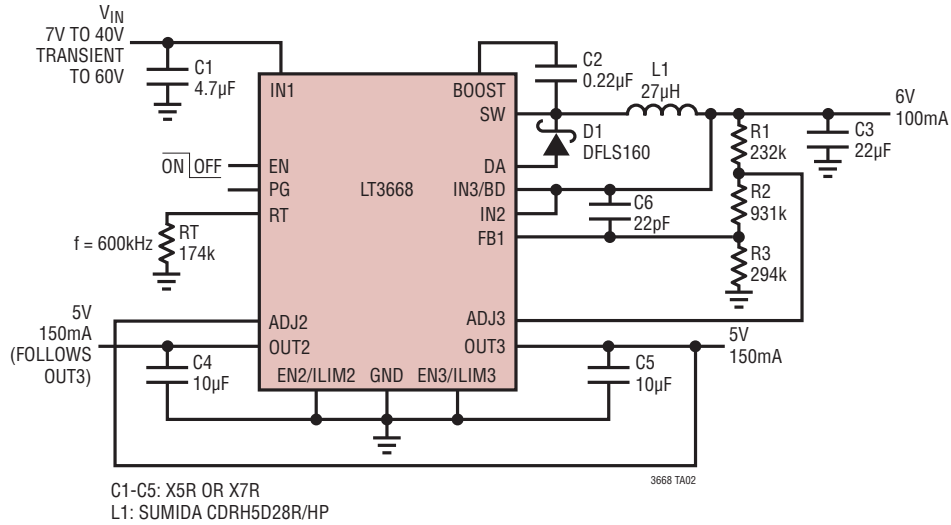 VIN
7V TO 40V
TRANSIENT
TO 60V
C1
4.7µF
IN1
BOOST
SW
DA
IN3/BD
IN2
FB1
C2
0.22µF
L1
27µH
D1
DFLS160
6V
100mA
R1
232k
C3
22µF
ON OFF
EN
PG
RT
LT3668
C6
22pF
R2
931k
f = 600kHz
RT
174k
R3
294k
5V
150mA
(FOLLOWS
OUT3)
ADJ2
OUT2
ADJ3
OUT3
5V
150mA
C4
10µF
EN2/ILIM2 GND EN3/ILIM3
C5
10µF
3668 TA02
C1-C5: X5R OR X7R
L1: SUMIDA CDRH5D28R/HP